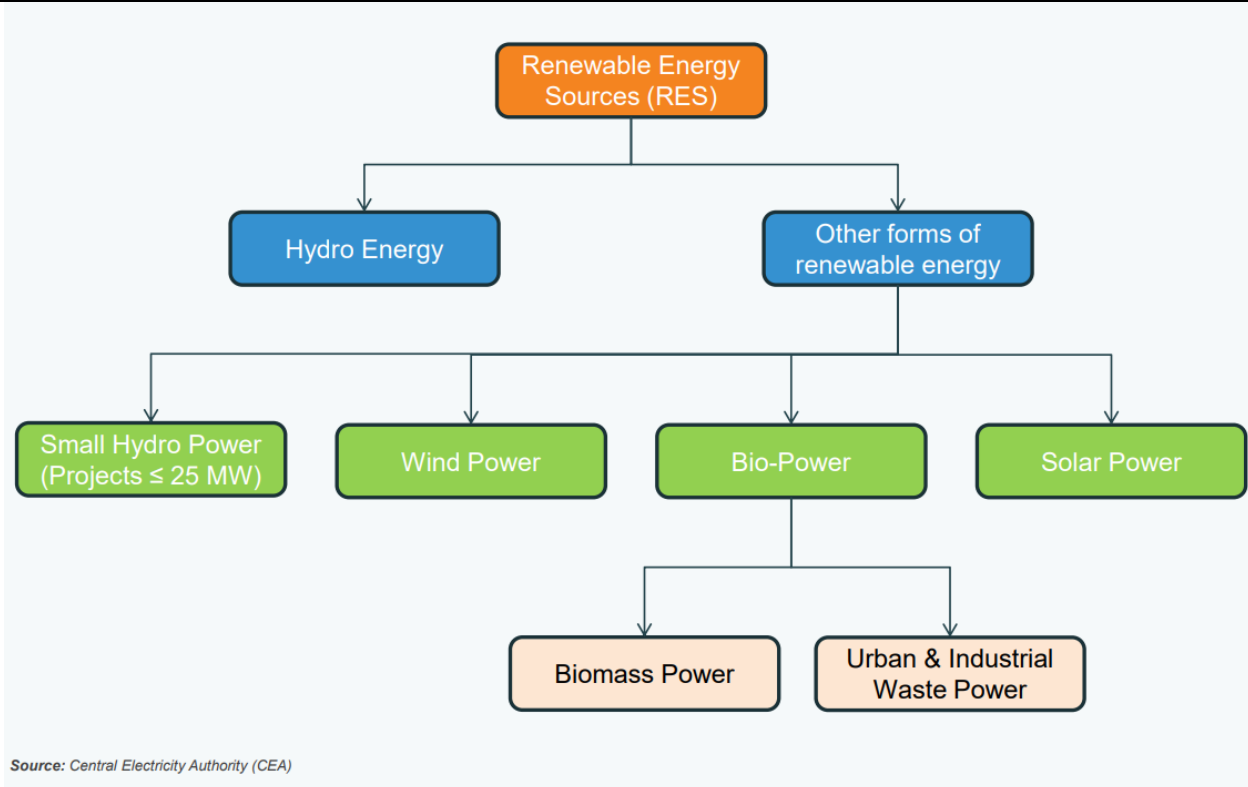 Renewable Energy
Sources (RES)
Hydro Energy
Other forms of
renewable energy
Small Hydro Power
(Projects ≤ 25 MW)
Wind Power
Bio-Power
Solar Power
Biomass Power
Urban & Industrial
Waste Power
Source: Central Electricity Authority (CEA)